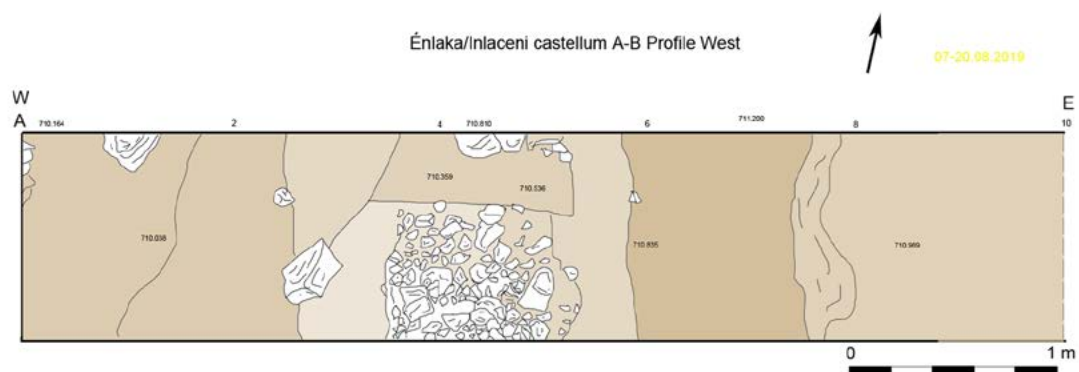 Énlaka/Inlaceni castellum A-B Profile West
07-20.08.2019
W E
A 710.164 2 4 710.810 6 711.200 8 10
710.359
710.536
710.038 710.835 710.989
0 1 m